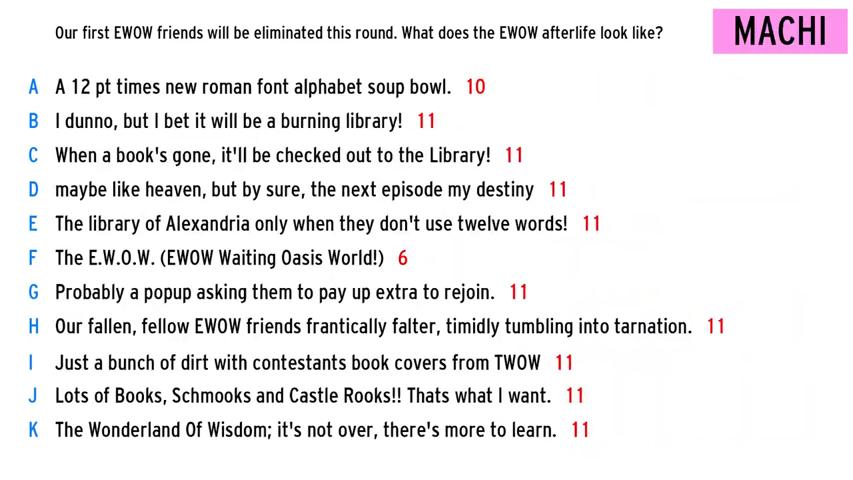 Our first EWOW friends will be eliminated this round. What does the EWOW afterlife look like?
MACHI
A A 12 pt times new roman font alphabet soup bowl. 10
B I dunno, but I bet it will be a burning library! 11
C When a book's gone, it'll be checked out to the Library! 11
D maybe like heaven, but by sure, the next episode my destiny 11
E The library of Alexandria only when they don't use twelve words! 11
F The E.W.O.W. (EWOW Waiting Oasis World!) 6
G Probably a popup asking them to pay up extra to rejoin. 11
H Our fallen, fellow EWOW friends frantically falter, timidly tumbling into tarnation. 11
I Just a bunch of dirt with contestants book covers from TWOW 11
J Lots of Books, Schmooks and Castle Rooks!! Thats what I want. 11
K The Wonderland Of Wisdom; it's not over, there's more to learn. 11